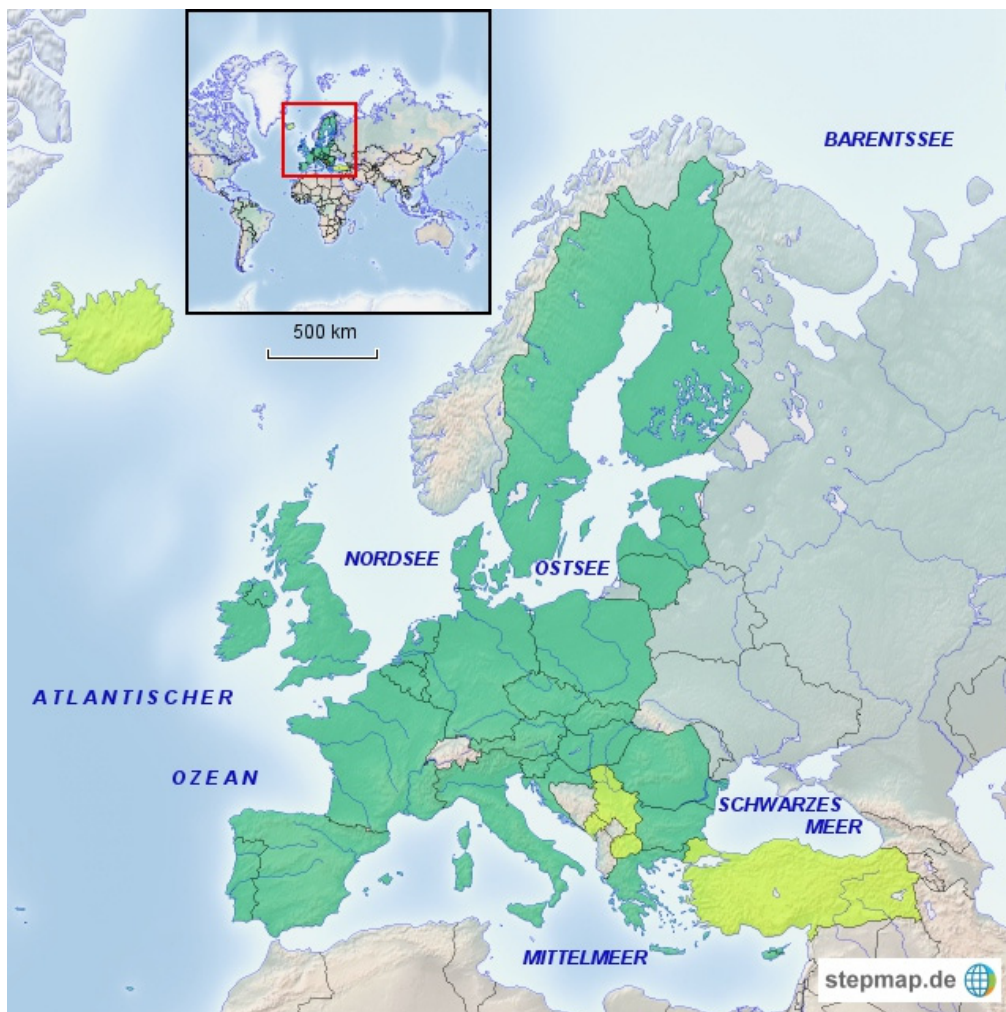 BARENTSSEE
500 km
NORDSEE
OSTSEE
ATLANTISCHER
OZEAN
SCHWARZES
MEER
MITTELMEER
stepmap.de